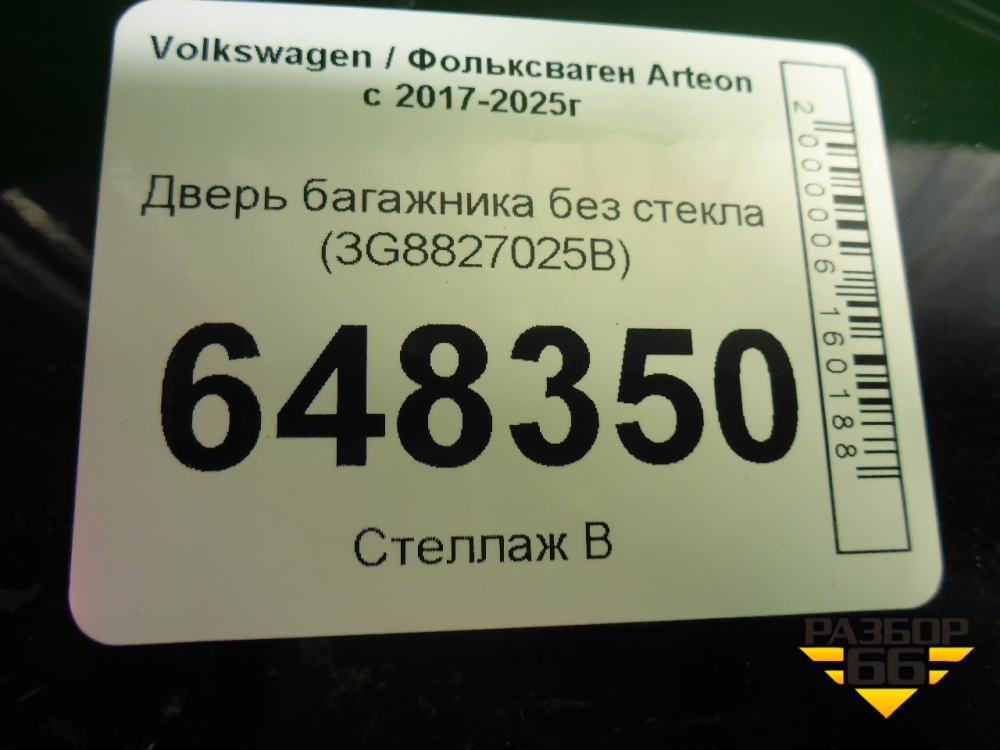 Volkswagen / Фольксваген Arteon
с 2017-2025г
Дверь багажника без стекла
(3G8827025B)
648350
Стеллаж В
2000006160188
РАЗБОР
66